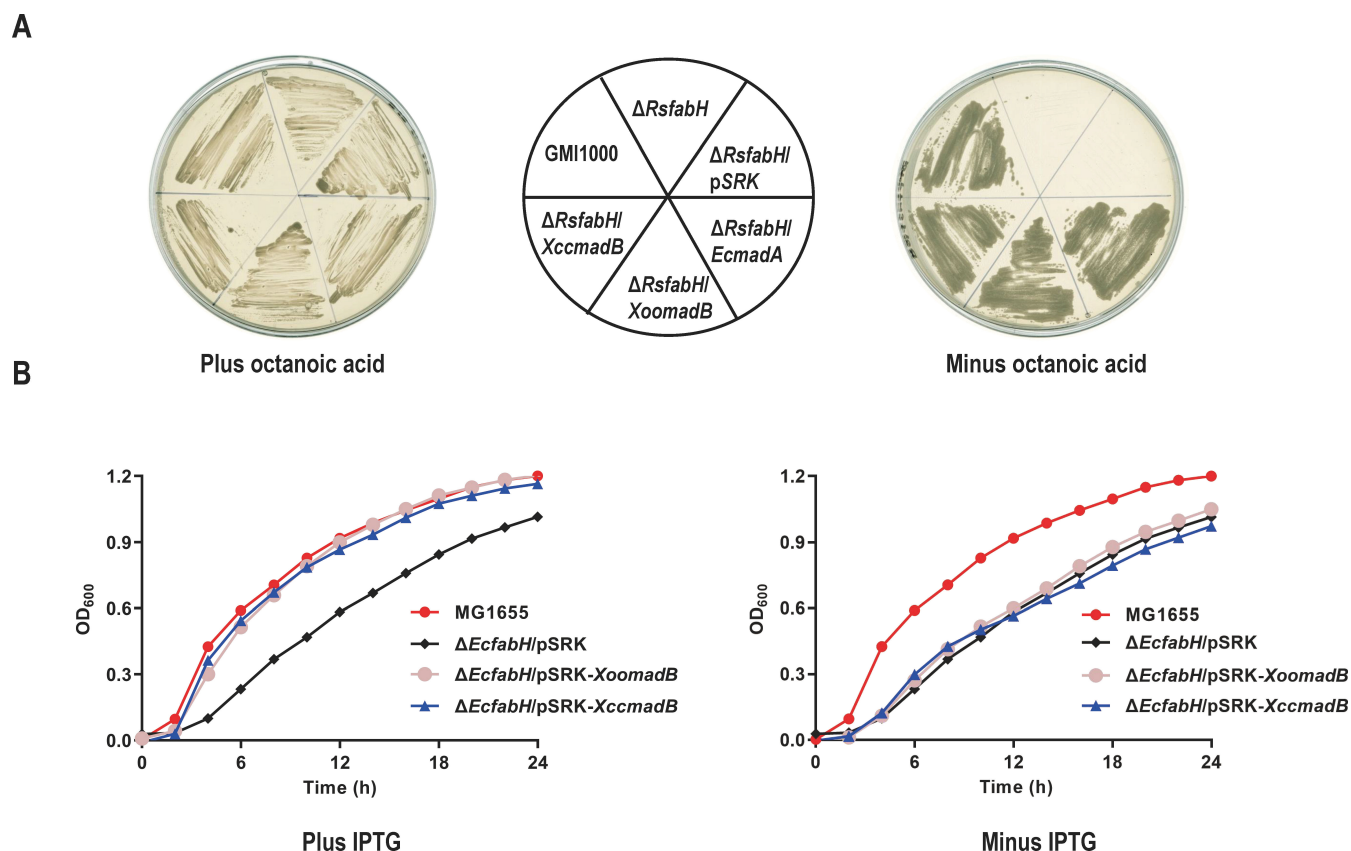 A
GMI1000
ΔRsfabH
ΔRsfabH/
pSRK
ΔRsfabH/
EcmadA
ΔRsfabH/
XoomadB
ΔRsfabH/
XccmadB
Plus octanoic acid
Minus octanoic acid
B
OD600
1.2
0.9
0.6
0.3
0.0
0 6 12 18 24
Time (h)
MG1655
ΔEcfabH/pSRK
ΔEcfabH/pSRK-XoomadB
ΔEcfabH/pSRK-XccmadB
Plus IPTG
OD600
1.2
0.9
0.6
0.3
0.0
0 6 12 18 24
Time (h)
MG1655
ΔEcfabH/pSRK
ΔEcfabH/pSRK-XoomadB
ΔEcfabH/pSRK-XccmadB
Minus IPTG